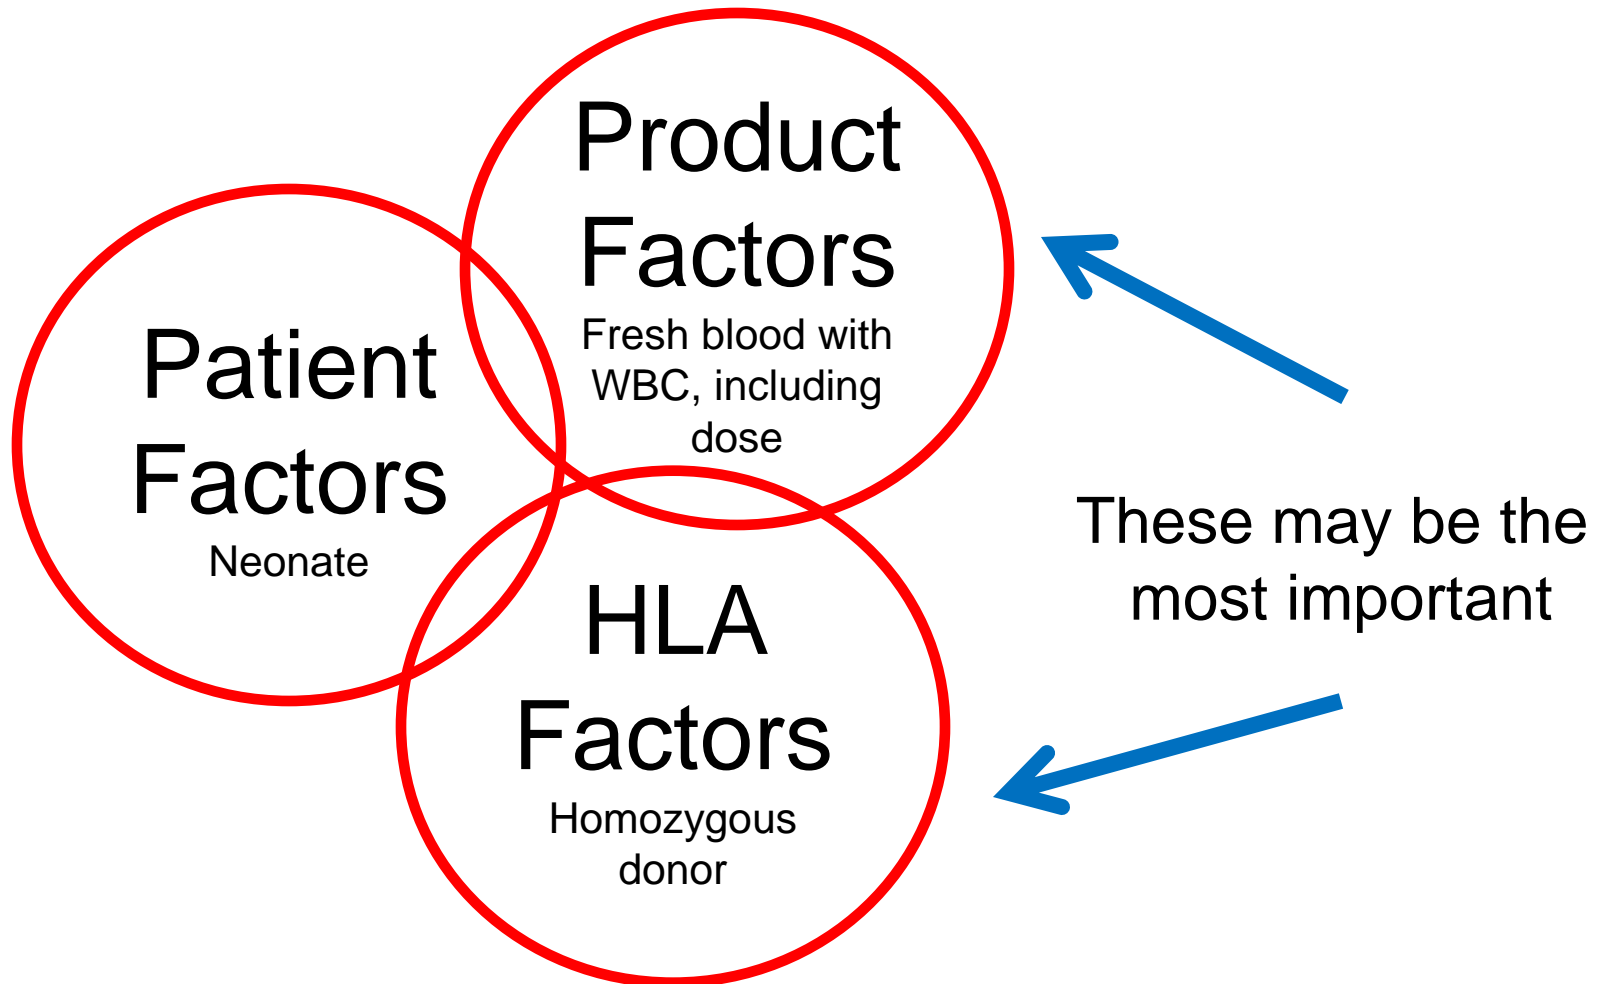 Product
Factors
Fresh blood with
WBC, including
dose
Patient
Factors
Neonate
HLA
Factors
Homozygous
donor
These may be the
most important